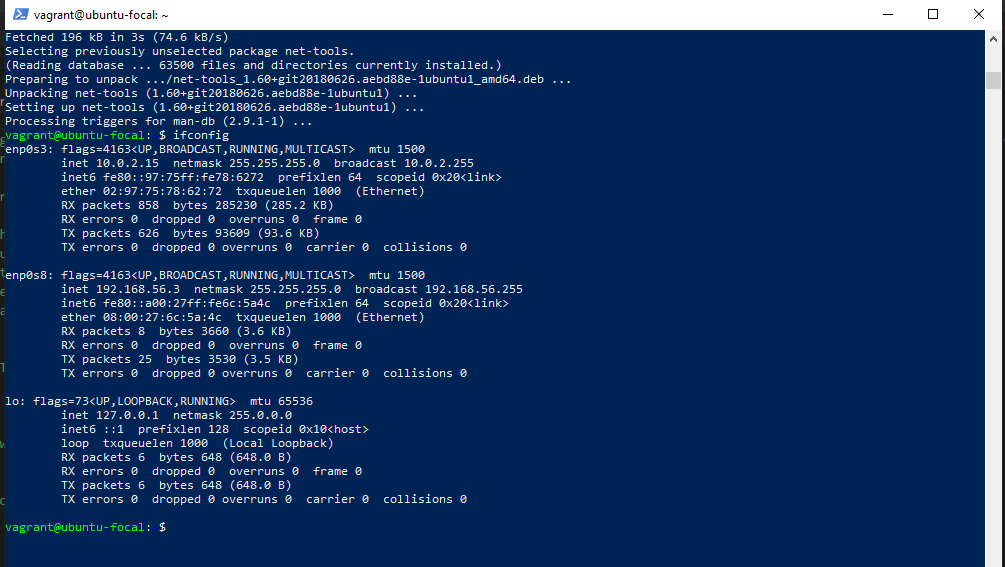 vagrant@ubuntu-focal: ~
Fetched 196 kB in 3s (74.6 kB/s)
Selecting previously unselected package net-tools.
(Reading database ... 63500 files and directories currently installed.)
Preparing to unpack .../net-tools_1.60+git20180626.aebd88e-1ubuntu1_amd64.deb ...
Unpacking net-tools (1.60+git20180626.aebd88e-1ubuntu1) ...
Setting up net-tools (1.60+git20180626.aebd88e-1ubuntu1) ...
Processing triggers for man-db (2.9.1-1) ...
vagrant@ubuntu-focal: $ ifconfig
enp0s3: flags=4163<UP,BROADCAST,RUNNING,MULTICAST>  mtu 1500
        inet 10.0.2.15  netmask 255.255.255.0  broadcast 10.0.2.255
        inet6 fe80::97:75ff:fe78:6272  prefixlen 64  scopeid 0x20<link>
        ether 02:97:75:78:62:72  txqueuelen 1000  (Ethernet)
        RX packets 858  bytes 285230 (285.2 KB)
        RX errors 0  dropped 0  overruns 0  frame 0
        TX packets 626  bytes 93609 (93.6 KB)
        TX errors 0  dropped 0 overruns 0  carrier 0  collisions 0
enp0s8: flags=4163<UP,BROADCAST,RUNNING,MULTICAST>  mtu 1500
        inet 192.168.56.3  netmask 255.255.255.0  broadcast 192.168.56.255
        inet6 fe80::a00:27ff:fe6c:5a4c  prefixlen 64  scopeid 0x20<link>
        ether 08:00:27:6c:5a:4c  txqueuelen 1000  (Ethernet)
        RX packets 8  bytes 3660 (3.6 KB)
        RX errors 0  dropped 0  overruns 0  frame 0
        TX packets 25  bytes 3530 (3.5 KB)
        TX errors 0  dropped 0 overruns 0  carrier 0  collisions 0
lo: flags=73<UP,LOOPBACK,RUNNING>  mtu 65536
        inet 127.0.0.1  netmask 255.0.0.0
        inet6 ::1  prefixlen 128  scopeid 0x10<host>
        loop  txqueuelen 1000  (Local Loopback)
        RX packets 6  bytes 648 (648.0 B)
        RX errors 0  dropped 0  overruns 0  frame 0
        TX packets 6  bytes 648 (648.0 B)
        TX errors 0  dropped 0 overruns 0  carrier 0  collisions 0
vagrant@ubuntu-focal: $